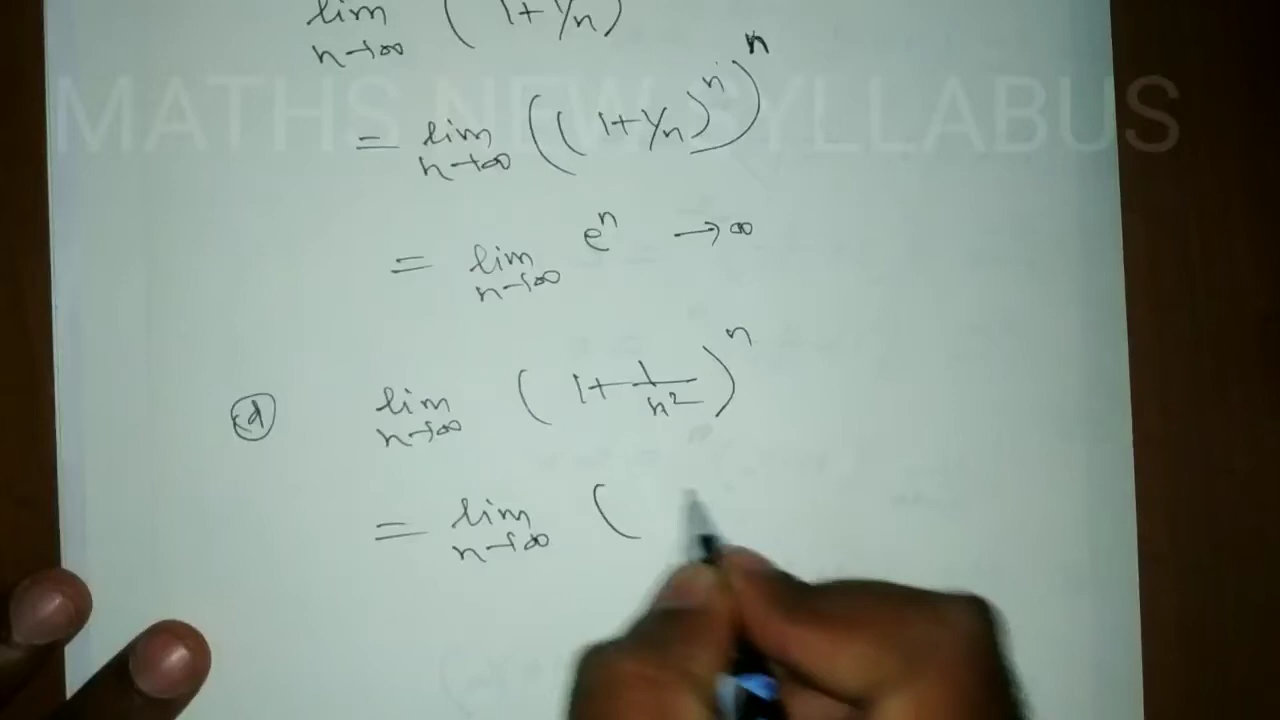 lim n→∞ (1+1/n)
= lim n→∞ ((1+1/n)^n)^n
= lim n→∞ e^n → ∞
(d) lim n→∞ (1+1/n²)^n
= lim n→∞ (
MATHS NEW SYLLABUS